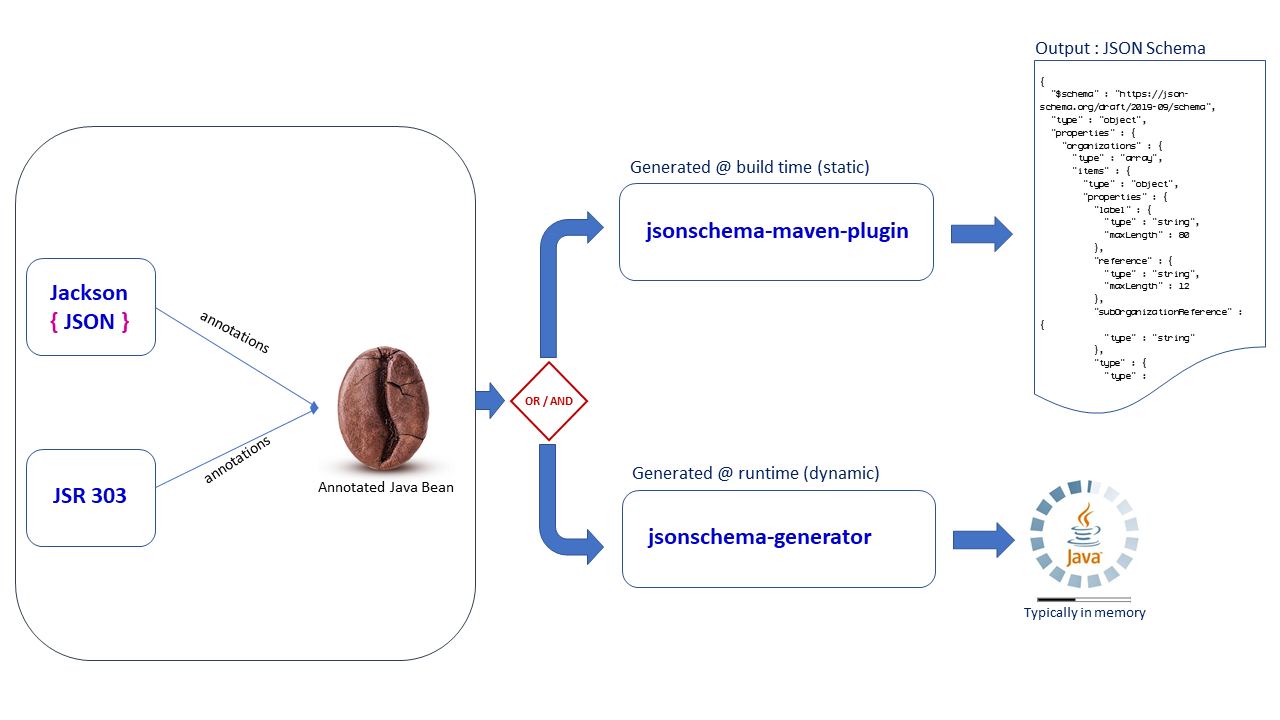 Output : JSON Schema
{
"$schema" : "https://json-
schema.org/draft/2019-09/schema",
"type" : "object",
"properties" : {
"organizations" : {
"type" : "array",
"items" : {
"type" : "object",
"properties" : {
"label" : {
"type" : "string",
"maxLength" : 80
},
"reference" : {
"type" : "string",
"maxLength" : 12
},
"subOrganizationReference" :
{
"type" : "string"
},
"type" : {
"type" :
Generated @ build time (static)
jsonschema-maven-plugin
Jackson
{ JSON }
annotations
JSR 303
annotations
Annotated Java Bean
OR / AND
Generated @ runtime (dynamic)
jsonschema-generator
Java
Typically in memory